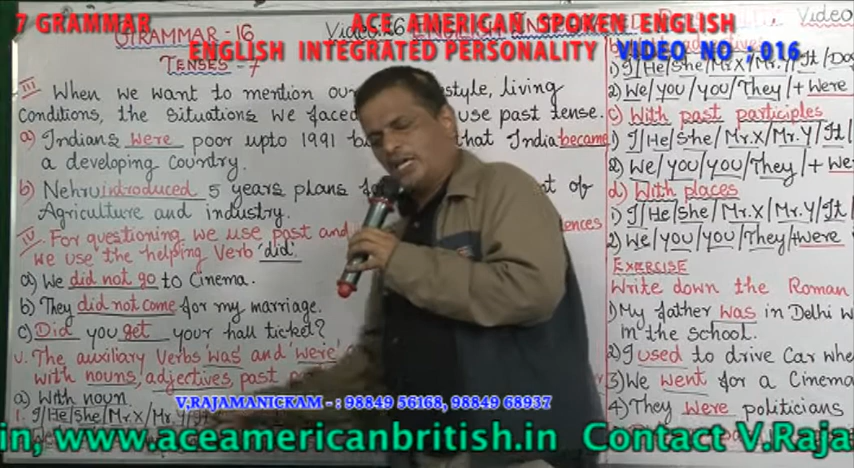 7 GRAMMAR
ACE AMERICAN SPOKEN ENGLISH
ENGLISH INTEGRATED PERSONALITY
VIDEO NO ; 016
GRAMMAR - 16
Video
TENSES - 7
III When we want to mention our style, living
conditions, the situations we faced use past tense.
a) Indians were poor upto 1991 that India became
a developing country.
b) Nehru introduced 5 years plans of
Agriculture and industry.
IV. For questioning we use past and
we use the helping verb 'did'.
a) We did not go to Cinema.
b) They did not come for my marriage.
c) Did you get your hall ticket?
V. The auxiliary verbs 'was' and 'were'
with nouns, adjectives, past
a) With noun
1. I/He/She/Mr.X/Mr.Y/It
Video
1) I/He/She/Mr.X/Mr.Y/It/
2) We/You/You/They/+ Were
c) With past participles
1) I/He/She/Mr.X/Mr.Y/It/
2) We/You/You/They/+
d) With places
1) I/He/She/Mr.X/Mr.Y/It/
2) We/You/You/They/+were
EXERCISE
Write down the Roman
1) My father was in Delhi
in the school.
2) I used to drive car
3) We went for a Cinema
4) They were politicians
V.RAJAMANICKAM - : 98849 56168, 98849 68937
in, www.aceamericanbritish.in Contact V.Raja